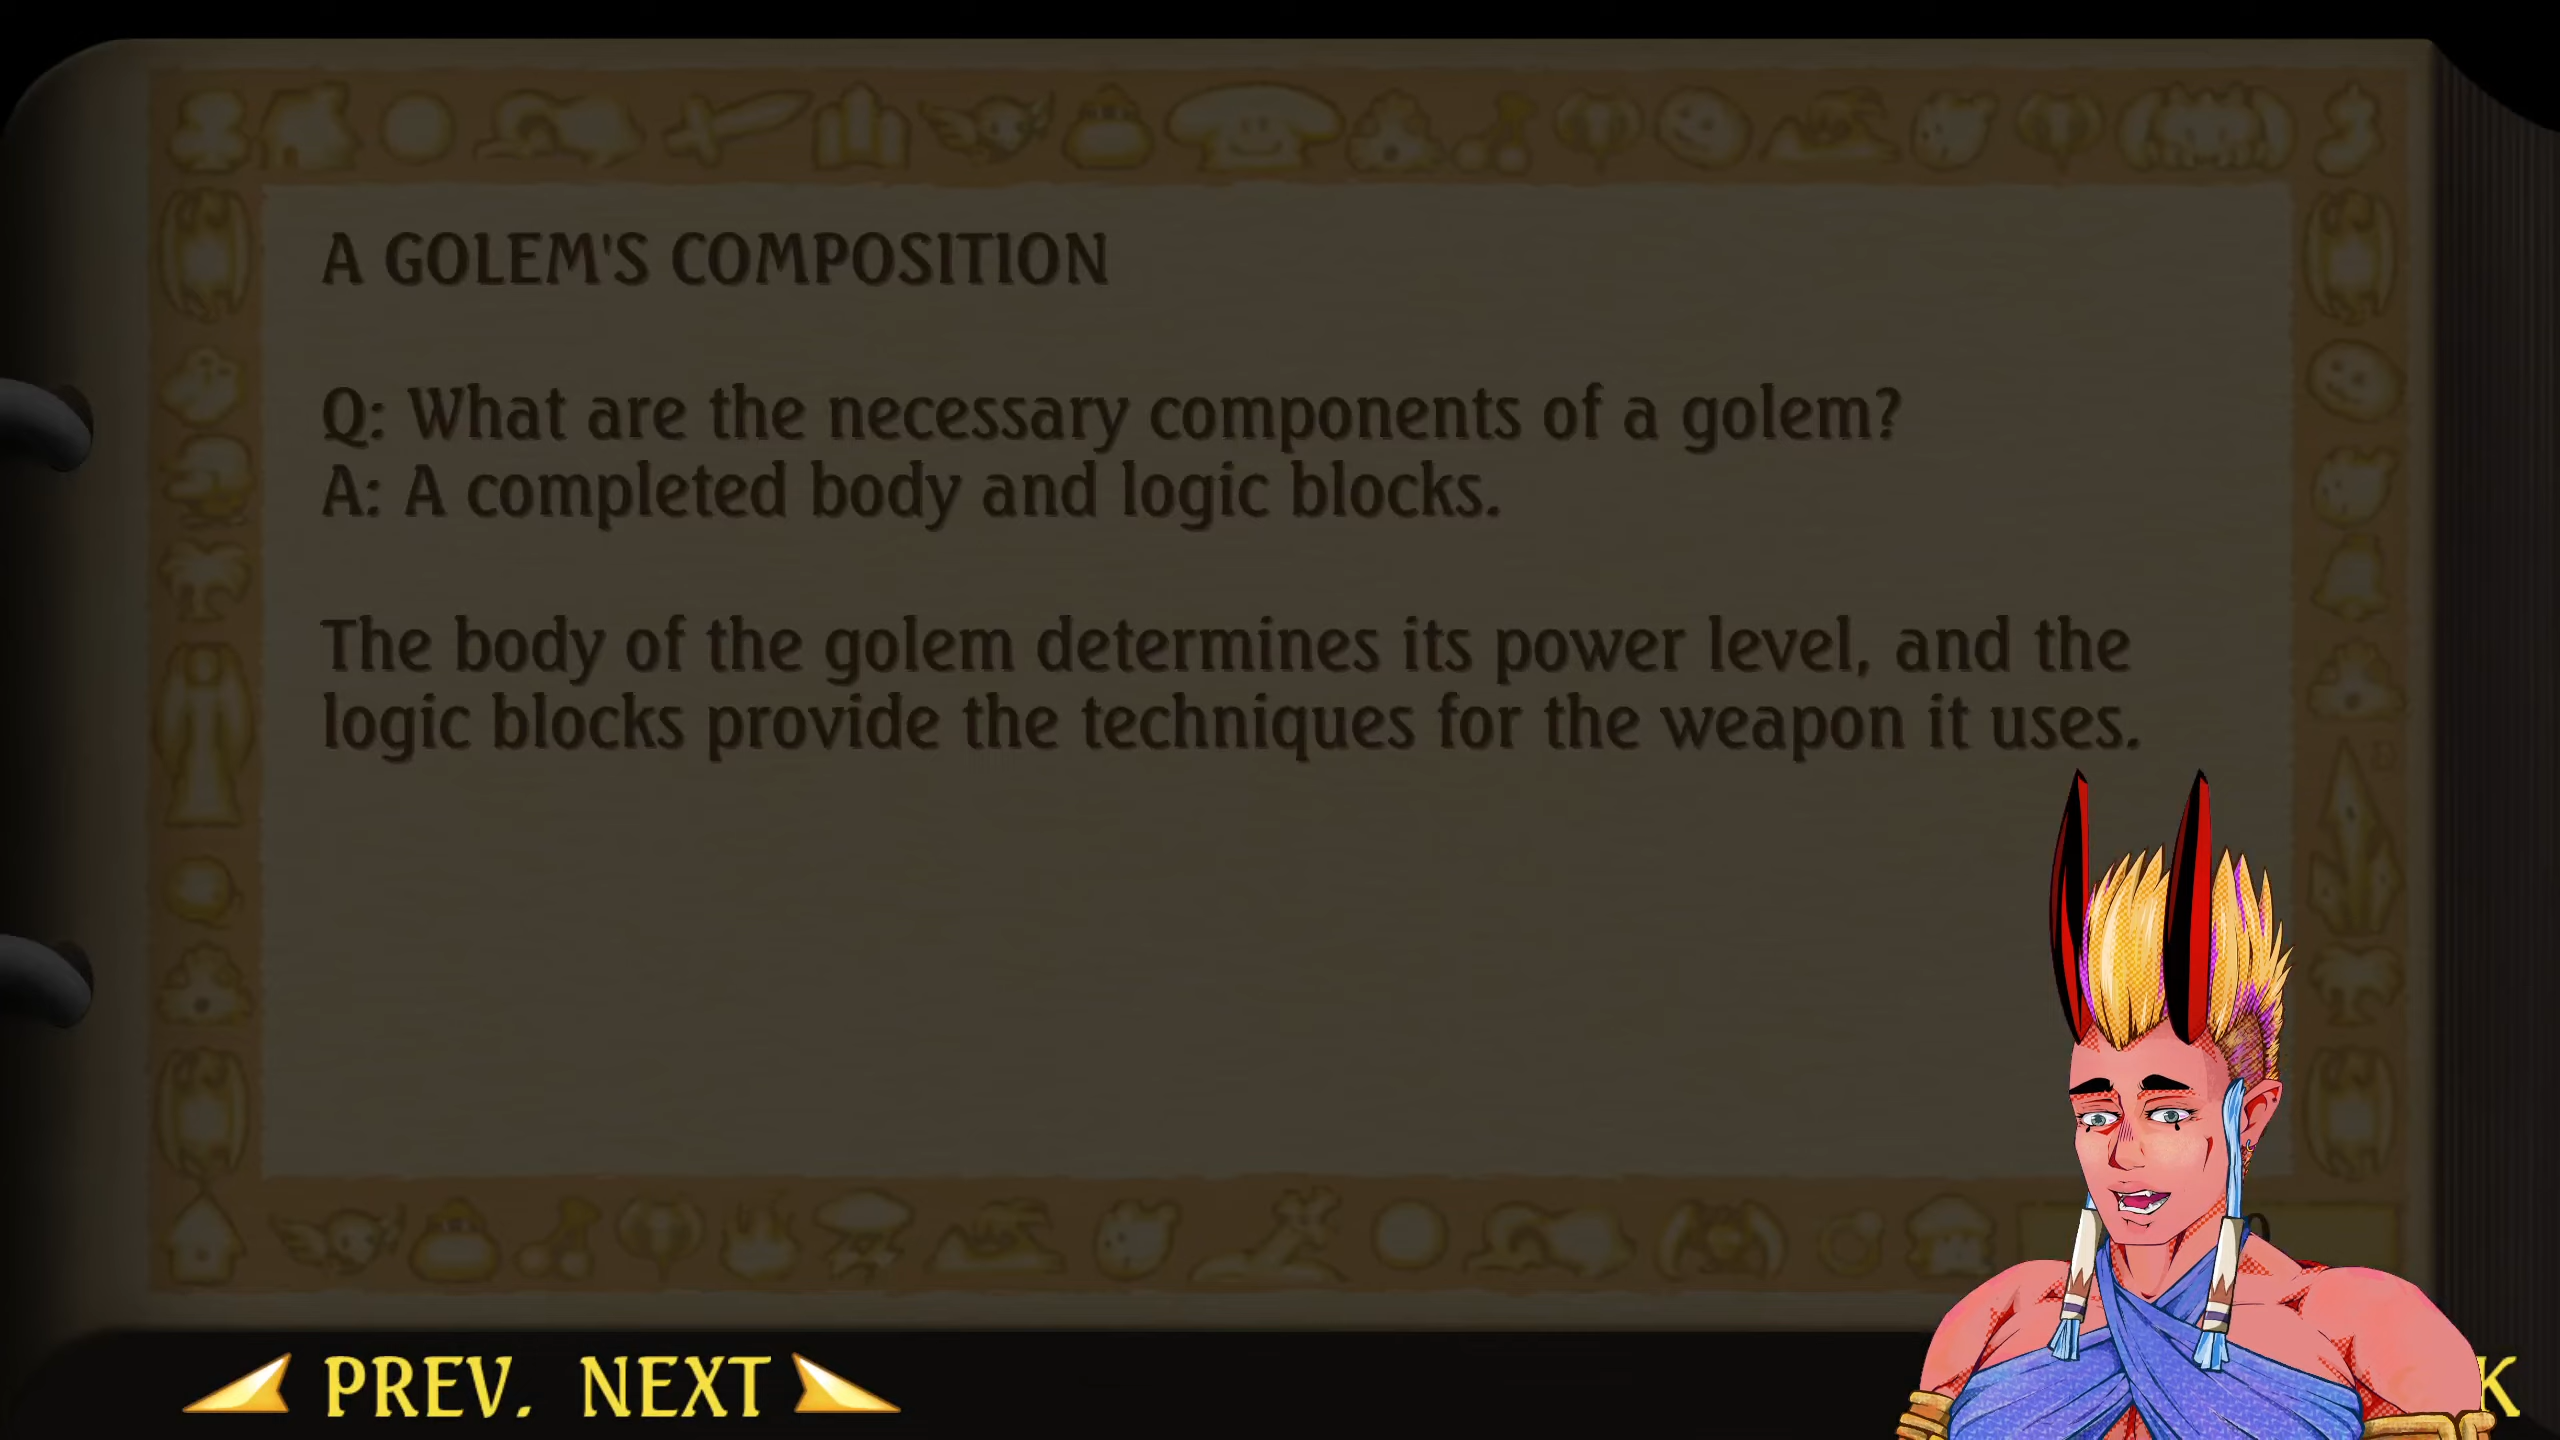 A GOLEM'S COMPOSITION
Q: What are the necessary components of a golem?
A: A completed body and logic blocks.
The body of the golem determines its power level, and the
logic blocks provide the techniques for the weapon it uses.
PREV. NEXT